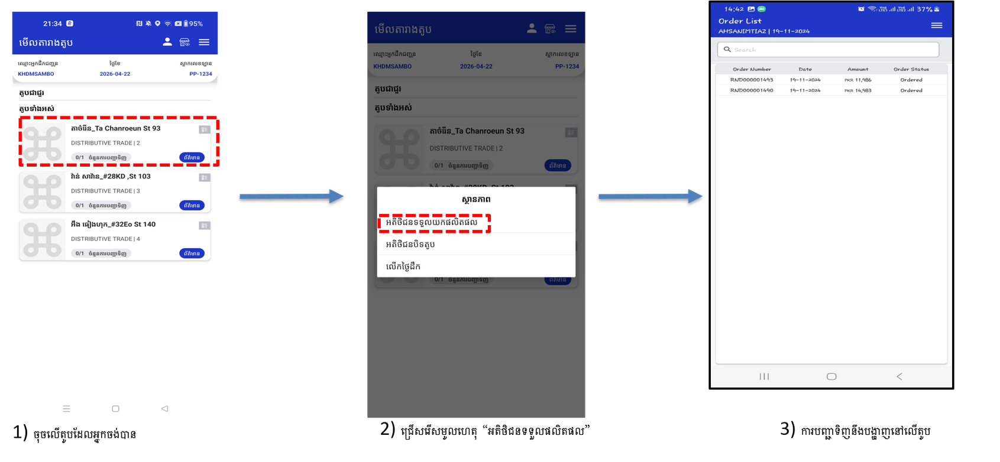 21:34
95%
មើលតារាងតូប
ឈ្មោះអ្នកដឹកជញ្ជូន ថ្ងៃខែ ស្លាកលេខឡាន
KHDMSAMBO 2026-04-22 PP-1234
តូបជាជួរ
តូបទាំងអស់
តាចំរើន_Ta Chanroeun St 93
DISTRIBUTIVE TRADE | 2
0/1 ចំនួនការបញ្ជាទិញ ព័ត៌មាន
វ៉ាន់ សាវ៉ាន_#28KD ,St 103
DISTRIBUTIVE TRADE | 3
0/1 ចំនួនការបញ្ជាទិញ ព័ត៌មាន
អឹង ជៀងហុក_#32Eo St 140
DISTRIBUTIVE TRADE | 4
0/1 ចំនួនការបញ្ជាទិញ ព័ត៌មាន
1) ចុចលើតូបដែលអ្នកចង់បាន
មើលតារាងតូប
ឈ្មោះអ្នកដឹកជញ្ជូន ថ្ងៃខែ ស្លាកលេខឡាន
KHDMSAMBO 2026-04-22 PP-1234
តូបជាជួរ
តូបទាំងអស់
តាចំរើន_Ta Chanroeun St 93
DISTRIBUTIVE TRADE | 2
0/1 ចំនួនការបញ្ជាទិញ ព័ត៌មាន
ស្ថានភាព
អតិថិជនទទួលយកផលិតផល
អតិថិជនបិទតូប
លើកថ្ងៃដឹក
0/1 ចំនួនការបញ្ជាទិញ ព័ត៌មាន
2) ជ្រើសរើសមូលហេតុ “អតិថិជនទទួលផលិតផល”
14:42 37%
Order List
AHSANIMTIAZ | 19-11-2024
Search
Order Number Date Amount Order Status
RND000001493 19-11-2024 PKR 11,986 Ordered
RND000001490 19-11-2024 PKR 14,983 Ordered
3) ការបញ្ជាទិញនឹងបង្ហាញនៅលើតូប